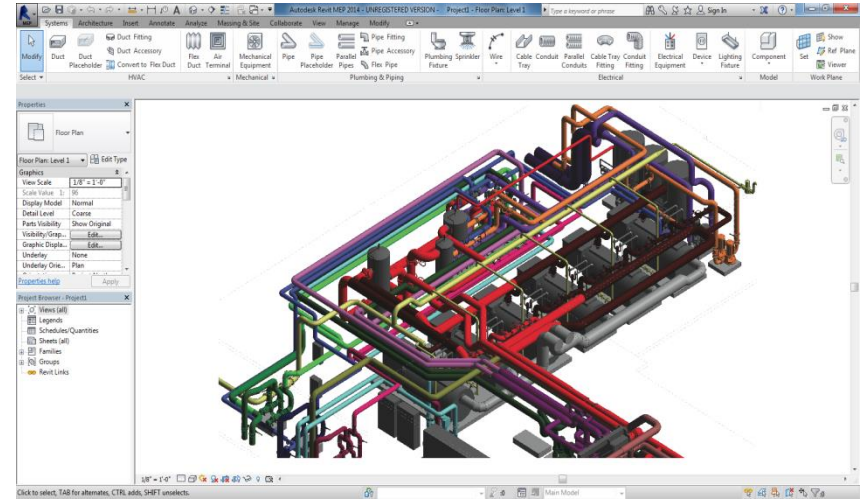 Autodesk Revit MEP 2014 - UNREGISTERED VERSION - Project1 - Floor Plan: Level 1
Type a keyword or phrase
Sign In
MEP
Systems Architecture Insert Annotate Analyze Massing & Site Collaborate View Manage Modify
Modify
Duct
Duct Placeholder
Duct Fitting
Duct Accessory
Convert to Flex Duct
Flex Duct
Air Terminal
Mechanical Equipment
Pipe
Pipe Placeholder
Parallel Pipes
Pipe Fitting
Pipe Accessory
Flex Pipe
Plumbing Fixture
Sprinkler
Wire
Cable Tray
Conduit
Parallel Conduits
Cable Tray Fitting
Conduit Fitting
Electrical Equipment
Device
Lighting Fixture
Component
Set
Show
Ref Plane
Viewer
Select HVAC Mechanical Plumbing & Piping Electrical Model Work Plane
Properties
Floor Plan
Floor Plan: Level 1 Edit Type
Graphics
View Scale 1/8" = 1'-0"
Scale Value 1: 96
Display Model Normal
Detail Level Coarse
Parts Visibility Show Original
Visibility/Grap... Edit...
Graphic Displa... Edit...
Underlay None
Underlay Orie... Plan
Properties help Apply
Project Browser - Project1
Views (all)
Legends
Schedules/Quantities
Sheets (all)
Families
Groups
Revit Links
1/8" = 1'-0"
Click to select, TAB for alternates, CTRL adds, SHIFT unselects.
:0
Main Model